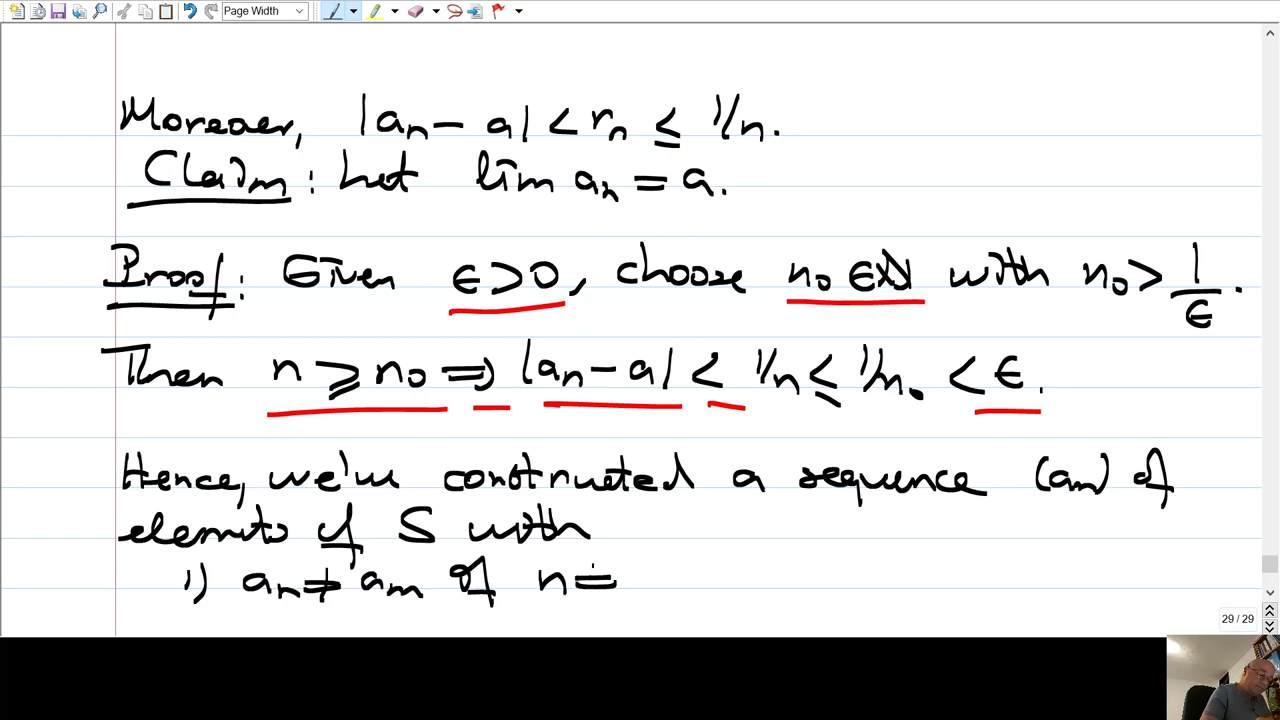 Page Width
Moreover, |aₙ - a| < rₙ ≤ 1/n.
Claim: Let lim aₙ = a.
Proof: Given ϵ > 0, choose n₀ ∈ ℕ with n₀ > 1/ϵ.
Then n ≥ n₀ ⇒ |aₙ - a| < 1/n ≤ 1/n₀ < ϵ.
Hence, we've constructed a sequence (aₙ) of
elements of S with
1) aₙ ≠ aₘ if n =
29 / 29